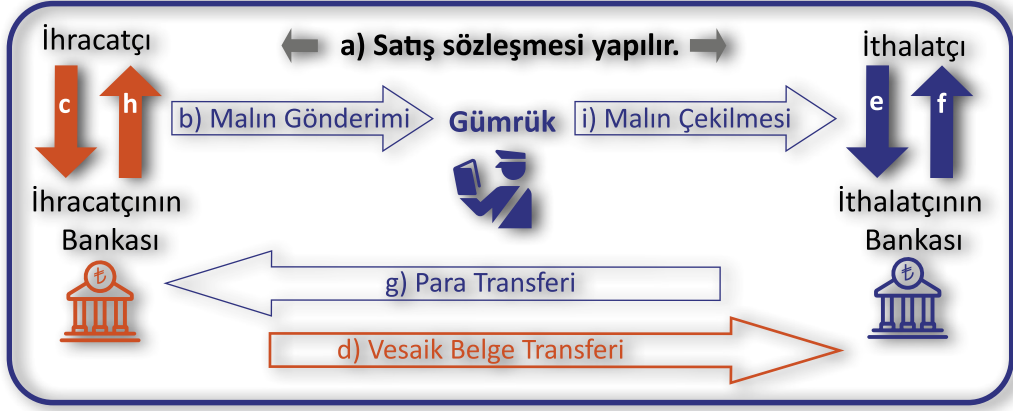 İhracatçı
a) Satış sözleşmesi yapılır.
İthalatçı
c
h
b) Malın Gönderimi
Gümrük
i) Malın Çekilmesi
e
f
İhracatçının
Bankası
İthalatçının
Bankası
₺
g) Para Transferi
₺
d) Vesaik Belge Transferi